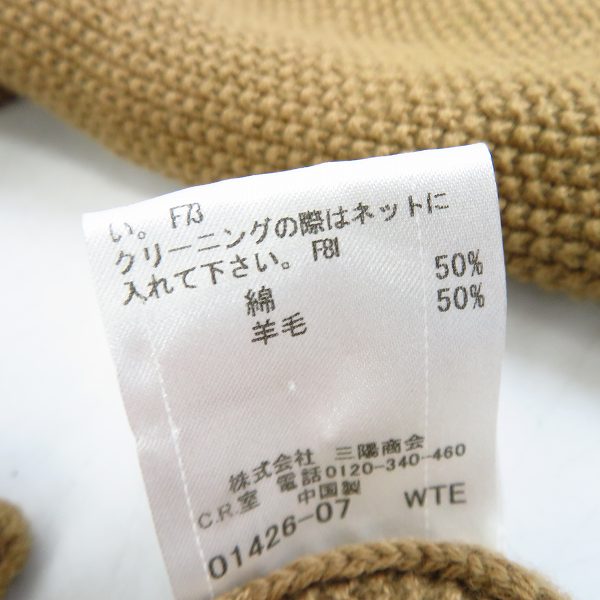 い。 F73
クリーニングの際はネットに
入れて下さい。 F81
綿 50%
羊毛 50%
株式会社 三陽商会
C.R.室 電話0120-340-460
中国製
01426-07 WTE